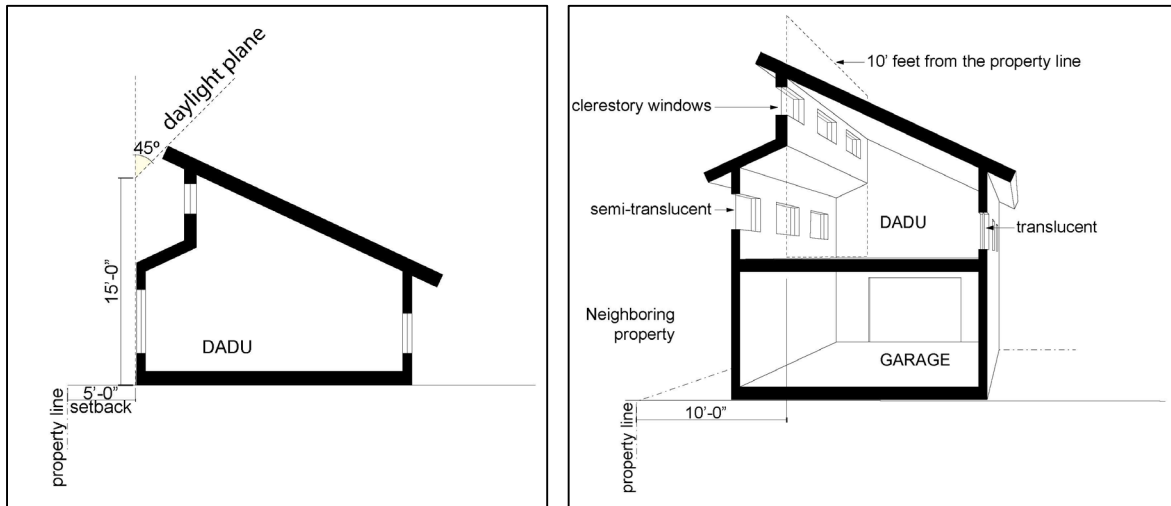 daylight plane
45º
15'-0"
DADU
5'-0"
setback
property line
10' feet from the property line
clerestory windows
semi-translucent
DADU
translucent
Neighboring
property
GARAGE
10'-0"
property line